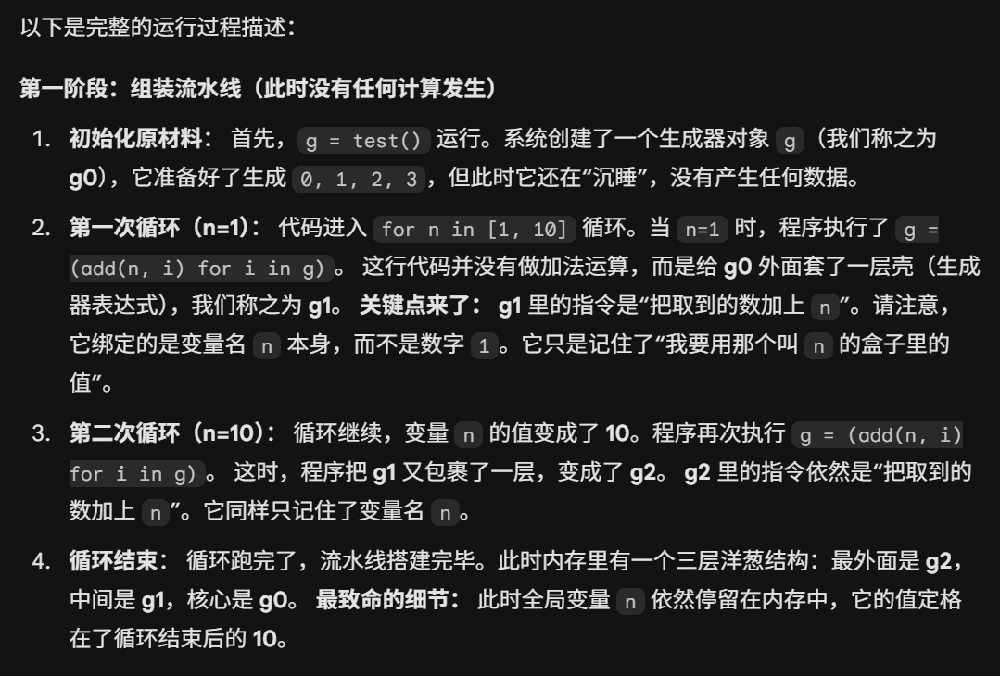 以下是完整的运行过程描述：
第一阶段：组装流水线（此时没有任何计算发生）
1. 初始化原材料： 首先，g = test() 运行。系统创建了一个生成器对象 g（我们称之为
g0），它准备好了生成 0, 1, 2, 3，但此时它还在“沉睡”，没有产生任何数据。
2. 第一次循环（n=1）： 代码进入 for n in [1, 10] 循环。当 n=1 时，程序执行了 g =
(add(n, i) for i in g)。 这行代码并没有做加法运算，而是给 g0 外面套了一层壳（生成
器表达式），我们称之为 g1。 关键点来了： g1 里的指令是“把取到的数加上 n”。请注意，
它绑定的是变量名 n 本身，而不是数字 1。它只是记住了“我要用那个叫 n 的盒子里的
值”。
3. 第二次循环（n=10）： 循环继续，变量 n 的值变成了 10。程序再次执行 g = (add(n, i)
for i in g)。 这时，程序把 g1 又包裹了一层，变成了 g2。 g2 里的指令依然是“把取到的
数加上 n”。它同样只记住了变量名 n。
4. 循环结束： 循环跑完了，流水线搭建完毕。此时内存里有一个三层洋葱结构：最外面是 g2，
中间是 g1，核心是 g0。 最致命的细节： 此时全局变量 n 依然停留在内存中，它的值定格
在了循环结束后的 10。